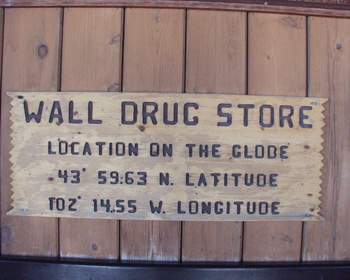 WALL DRUG STORE
LOCATION ON THE GLOBE
43° 59.63 N. LATITUDE
102° 14.55 W. LONGITUDE